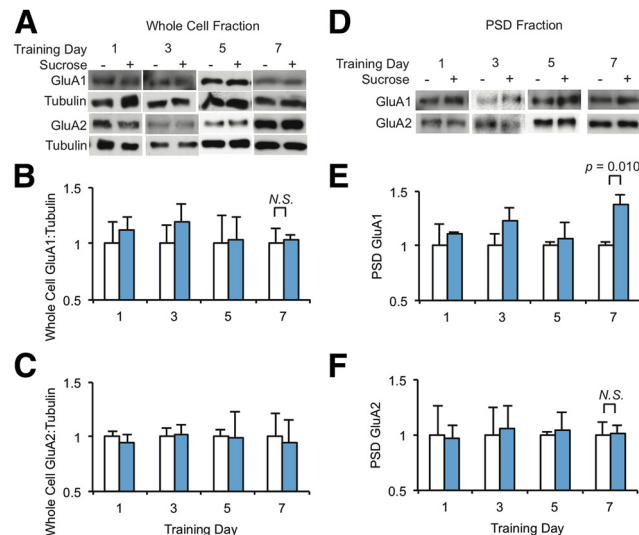 A
Whole Cell Fraction
Training Day 1 3 5 7
Sucrose - + - + - + - +
GluA1
Tubulin
GluA2
Tubulin
B
Whole Cell GluA1:Tubulin
1.5
1
0.5
N.S.
1 3 5 7
C
Whole Cell GluA2:Tubulin
1.5
1
0.5
1 3 5 7
Training Day
D
PSD Fraction
Training Day 1 3 5 7
Sucrose - + - + - + - +
GluA1
GluA2
E
PSD GluA1
1.5
1
0.5
p = 0.010
1 3 5 7
F
PSD GluA2
1.5
1
0.5
N.S.
1 3 5 7
Training Day